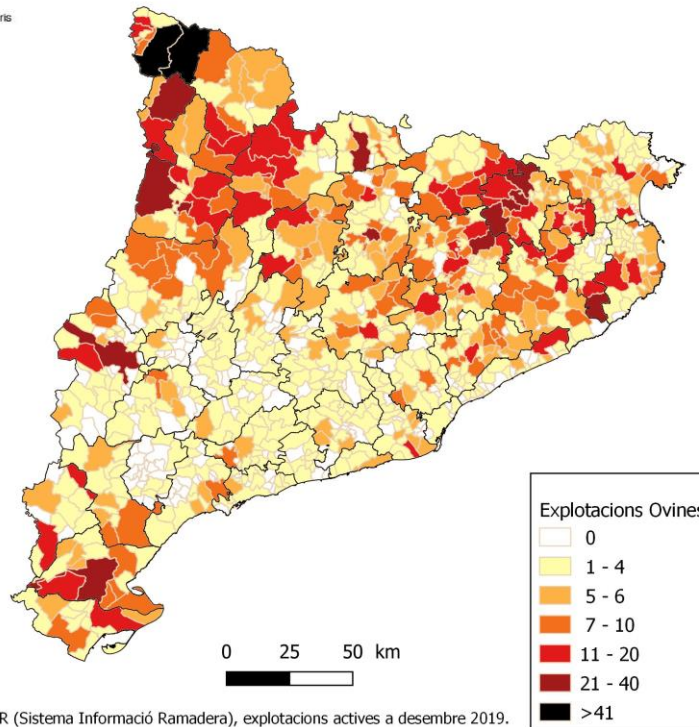 ris
Explotacions Ovines
0
1 - 4
5 - 6
7 - 10
11 - 20
21 - 40
>41
0 25 50 km
R (Sistema Informació Ramadera), explotacions actives a desembre 2019.